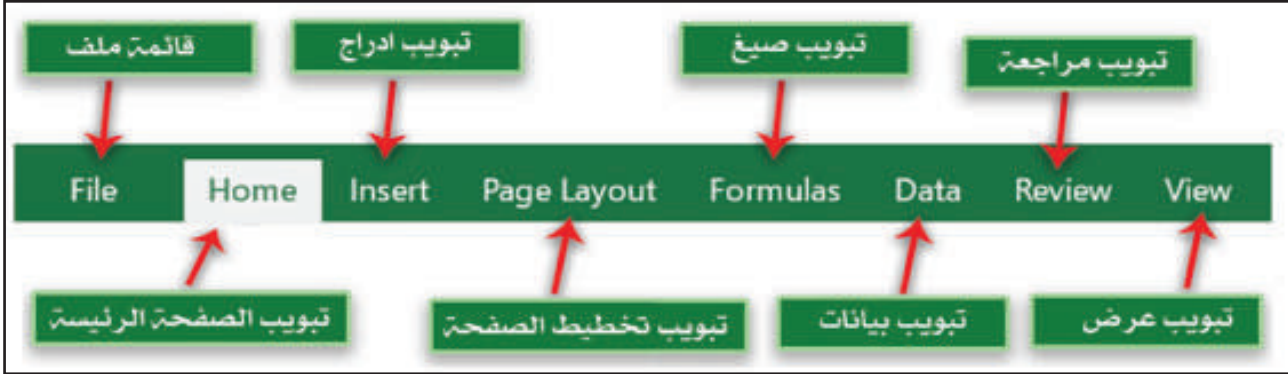 قائمة ملف
تبويب ادراج
تبويب صيغ
تبويب مراجعة
File Home Insert Page Layout Formulas Data Review View
تبويب الصفحة الرئيسة
تبويب تخطيط الصفحة
تبويب بيانات
تبويب عرض